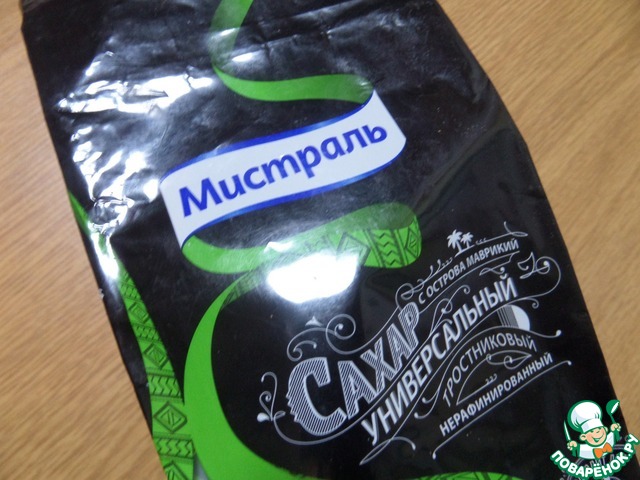 Мистраль
С ОСТРОВА МАВРИКИЙ
САХАР
УНИВЕРСАЛЬНЫЙ
ТРОСТНИКОВЫЙ
НЕРАФИНИРОВАННЫЙ
ПОВАРЁНОК.РУ